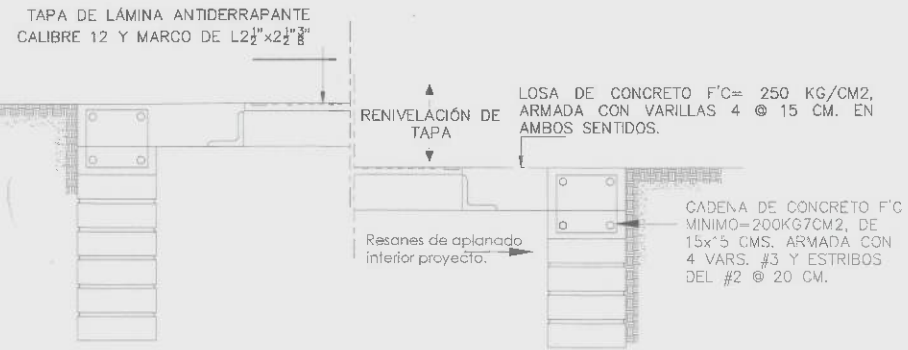 TAPA DE LÁMINA ANTIDERRAPANTE
CALIBRE 12 Y MARCO DE L2½"x2½"⅜"
RENIVELACIÓN DE
TAPA
LOSA DE CONCRETO F'C= 250 KG/CM2,
ARMADA CON VARILLAS 4 @ 15 CM. EN
AMBOS SENTIDOS.
Resanes de aplanado
interior proyecto.
CADENA DE CONCRETO F'C
MINIMO=200KG7CM2, DE
15x^5 CMS. ARMADA CON
4 VARS. #3 Y ESTRIBOS
DEL #2 @ 20 CM.